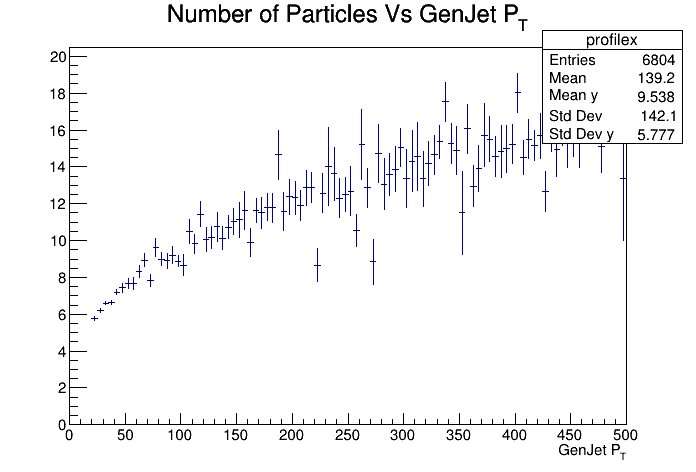 Number of Particles Vs GenJet PT
profilex
Entries 6804
Mean 139.2
Mean y 9.538
Std Dev 142.1
Std Dev y 5.777
20
18
16
14
12
10
8
6
4
2
0
0 50 100 150 200 250 300 350 400 450 500
GenJet PT